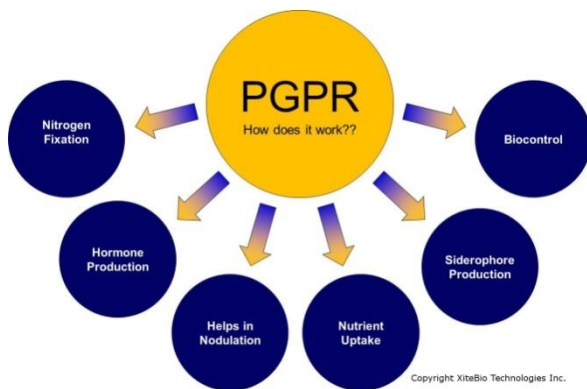 PGPR
How does it work??
Nitrogen
Fixation
Hormone
Production
Helps in
Nodulation
Nutrient
Uptake
Siderophore
Production
Biocontrol
Copyright XiteBio Technologies Inc.